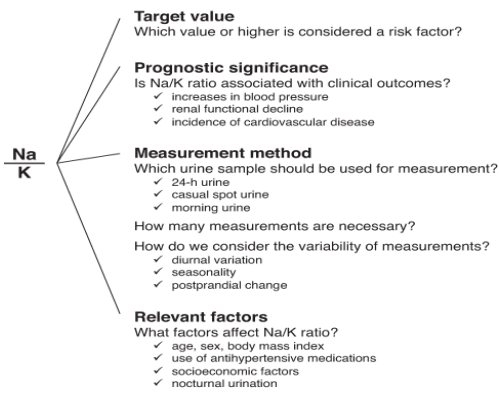 Target value
Which value or higher is considered a risk factor?
Prognostic significance
Is Na/K ratio associated with clinical outcomes?
✓ increases in blood pressure
✓ renal functional decline
✓ incidence of cardiovascular disease
Na
K
Measurement method
Which urine sample should be used for measurement?
✓ 24-h urine
✓ casual spot urine
✓ morning urine
How many measurements are necessary?
How do we consider the variability of measurements?
✓ diurnal variation
✓ seasonality
✓ postprandial change
Relevant factors
What factors affect Na/K ratio?
✓ age, sex, body mass index
✓ use of antihypertensive medications
✓ socioeconomic factors
✓ nocturnal urination